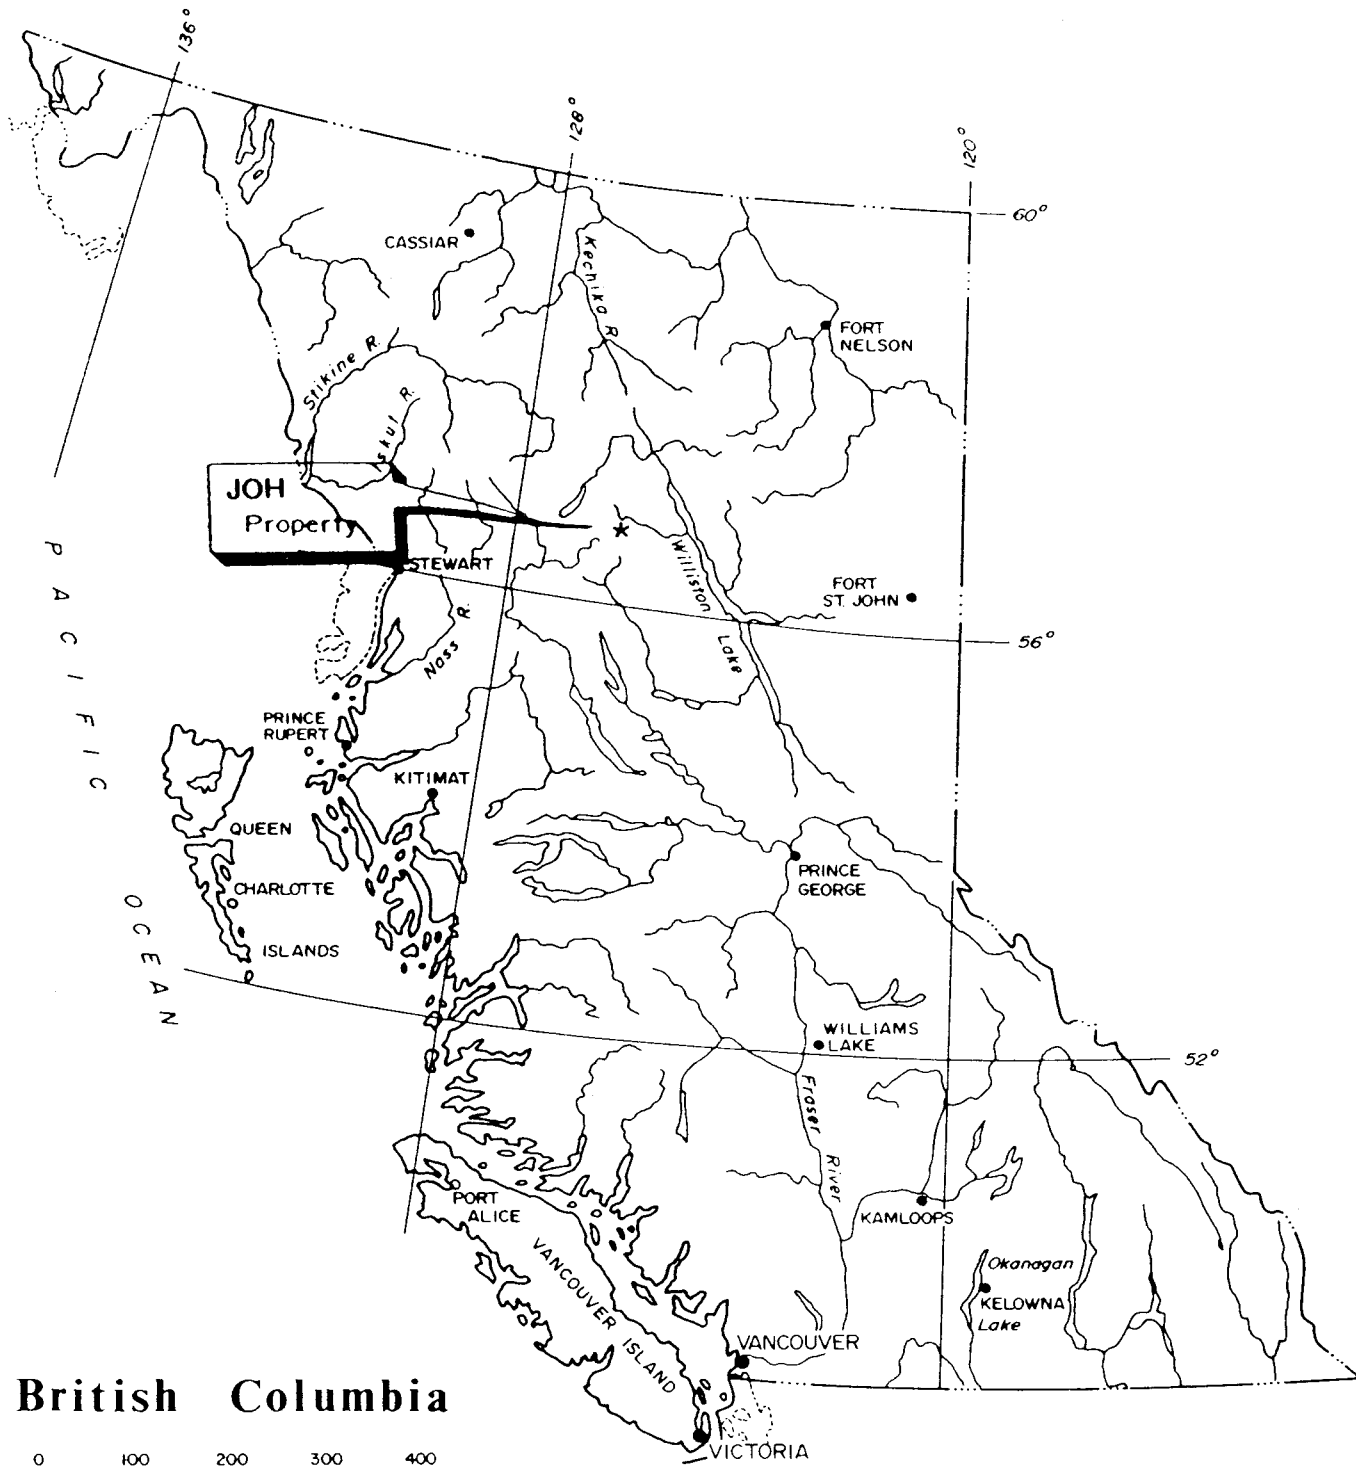 136°
128°
120°
60°
CASSIAR
Kechika R.
FORT
NELSON
Stikine R.
Iskut R.
JOH
Property
*
STEWART
Williston
Lake
FORT
ST. JOHN
56°
Nass R.
PACIFIC
OCEAN
PRINCE
RUPERT
KITIMAT
QUEEN
CHARLOTTE
ISLANDS
PRINCE
GEORGE
WILLIAMS
LAKE
52°
Fraser
River
PORT
ALICE
KAMLOOPS
VANCOUVER ISLAND
Okanagan
KELOWNA
Lake
VANCOUVER
VICTORIA
British Columbia
0 100 200 300 400